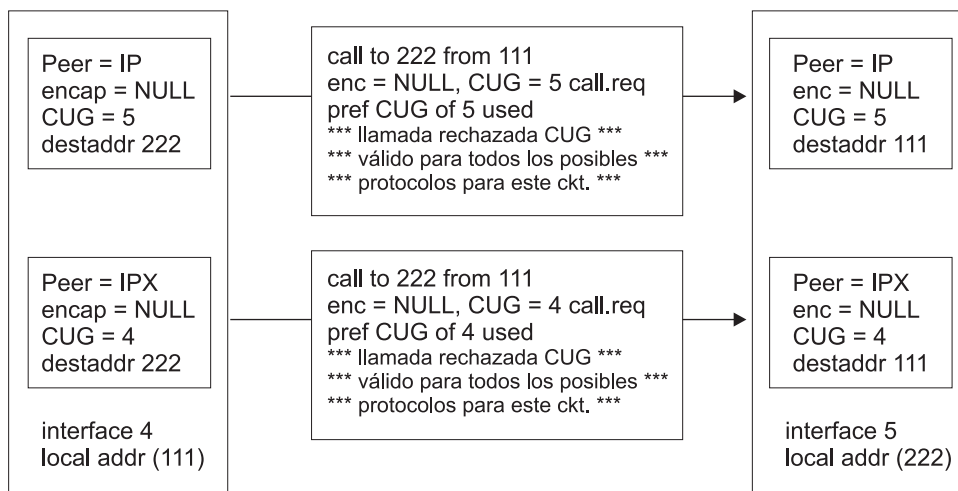 Peer = IP
encap = NULL
CUG = 5
destaddr 222
call to 222 from 111
enc = NULL, CUG = 5 call.req
pref CUG of 5 used
*** llamada rechazada CUG ***
*** válido para todos los posibles ***
*** protocolos para este ckt. ***
Peer = IP
enc = NULL
CUG = 5
destaddr 111
Peer = IPX
encap = NULL
CUG = 4
destaddr 222
call to 222 from 111
enc = NULL, CUG = 4 call.req
pref CUG of 4 used
*** llamada rechazada CUG ***
*** válido para todos los posibles ***
*** protocolos para este ckt. ***
Peer = IPX
enc = NULL
CUG = 4
destaddr 111
interface 4
local addr (111)
interface 5
local addr (222)